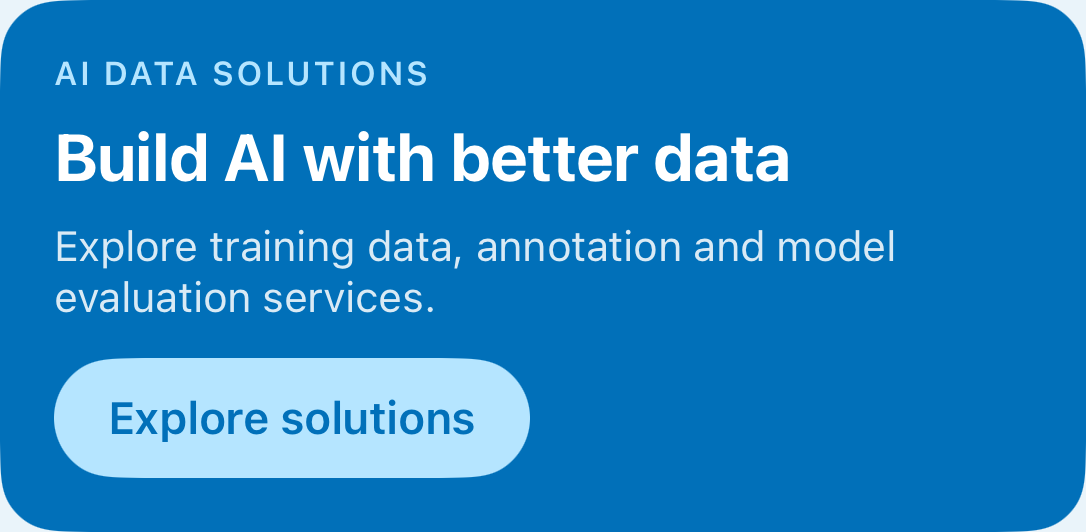 AI DATA SOLUTIONS
Build AI with better data
Explore training data, annotation and model
evaluation services.
Explore solutions